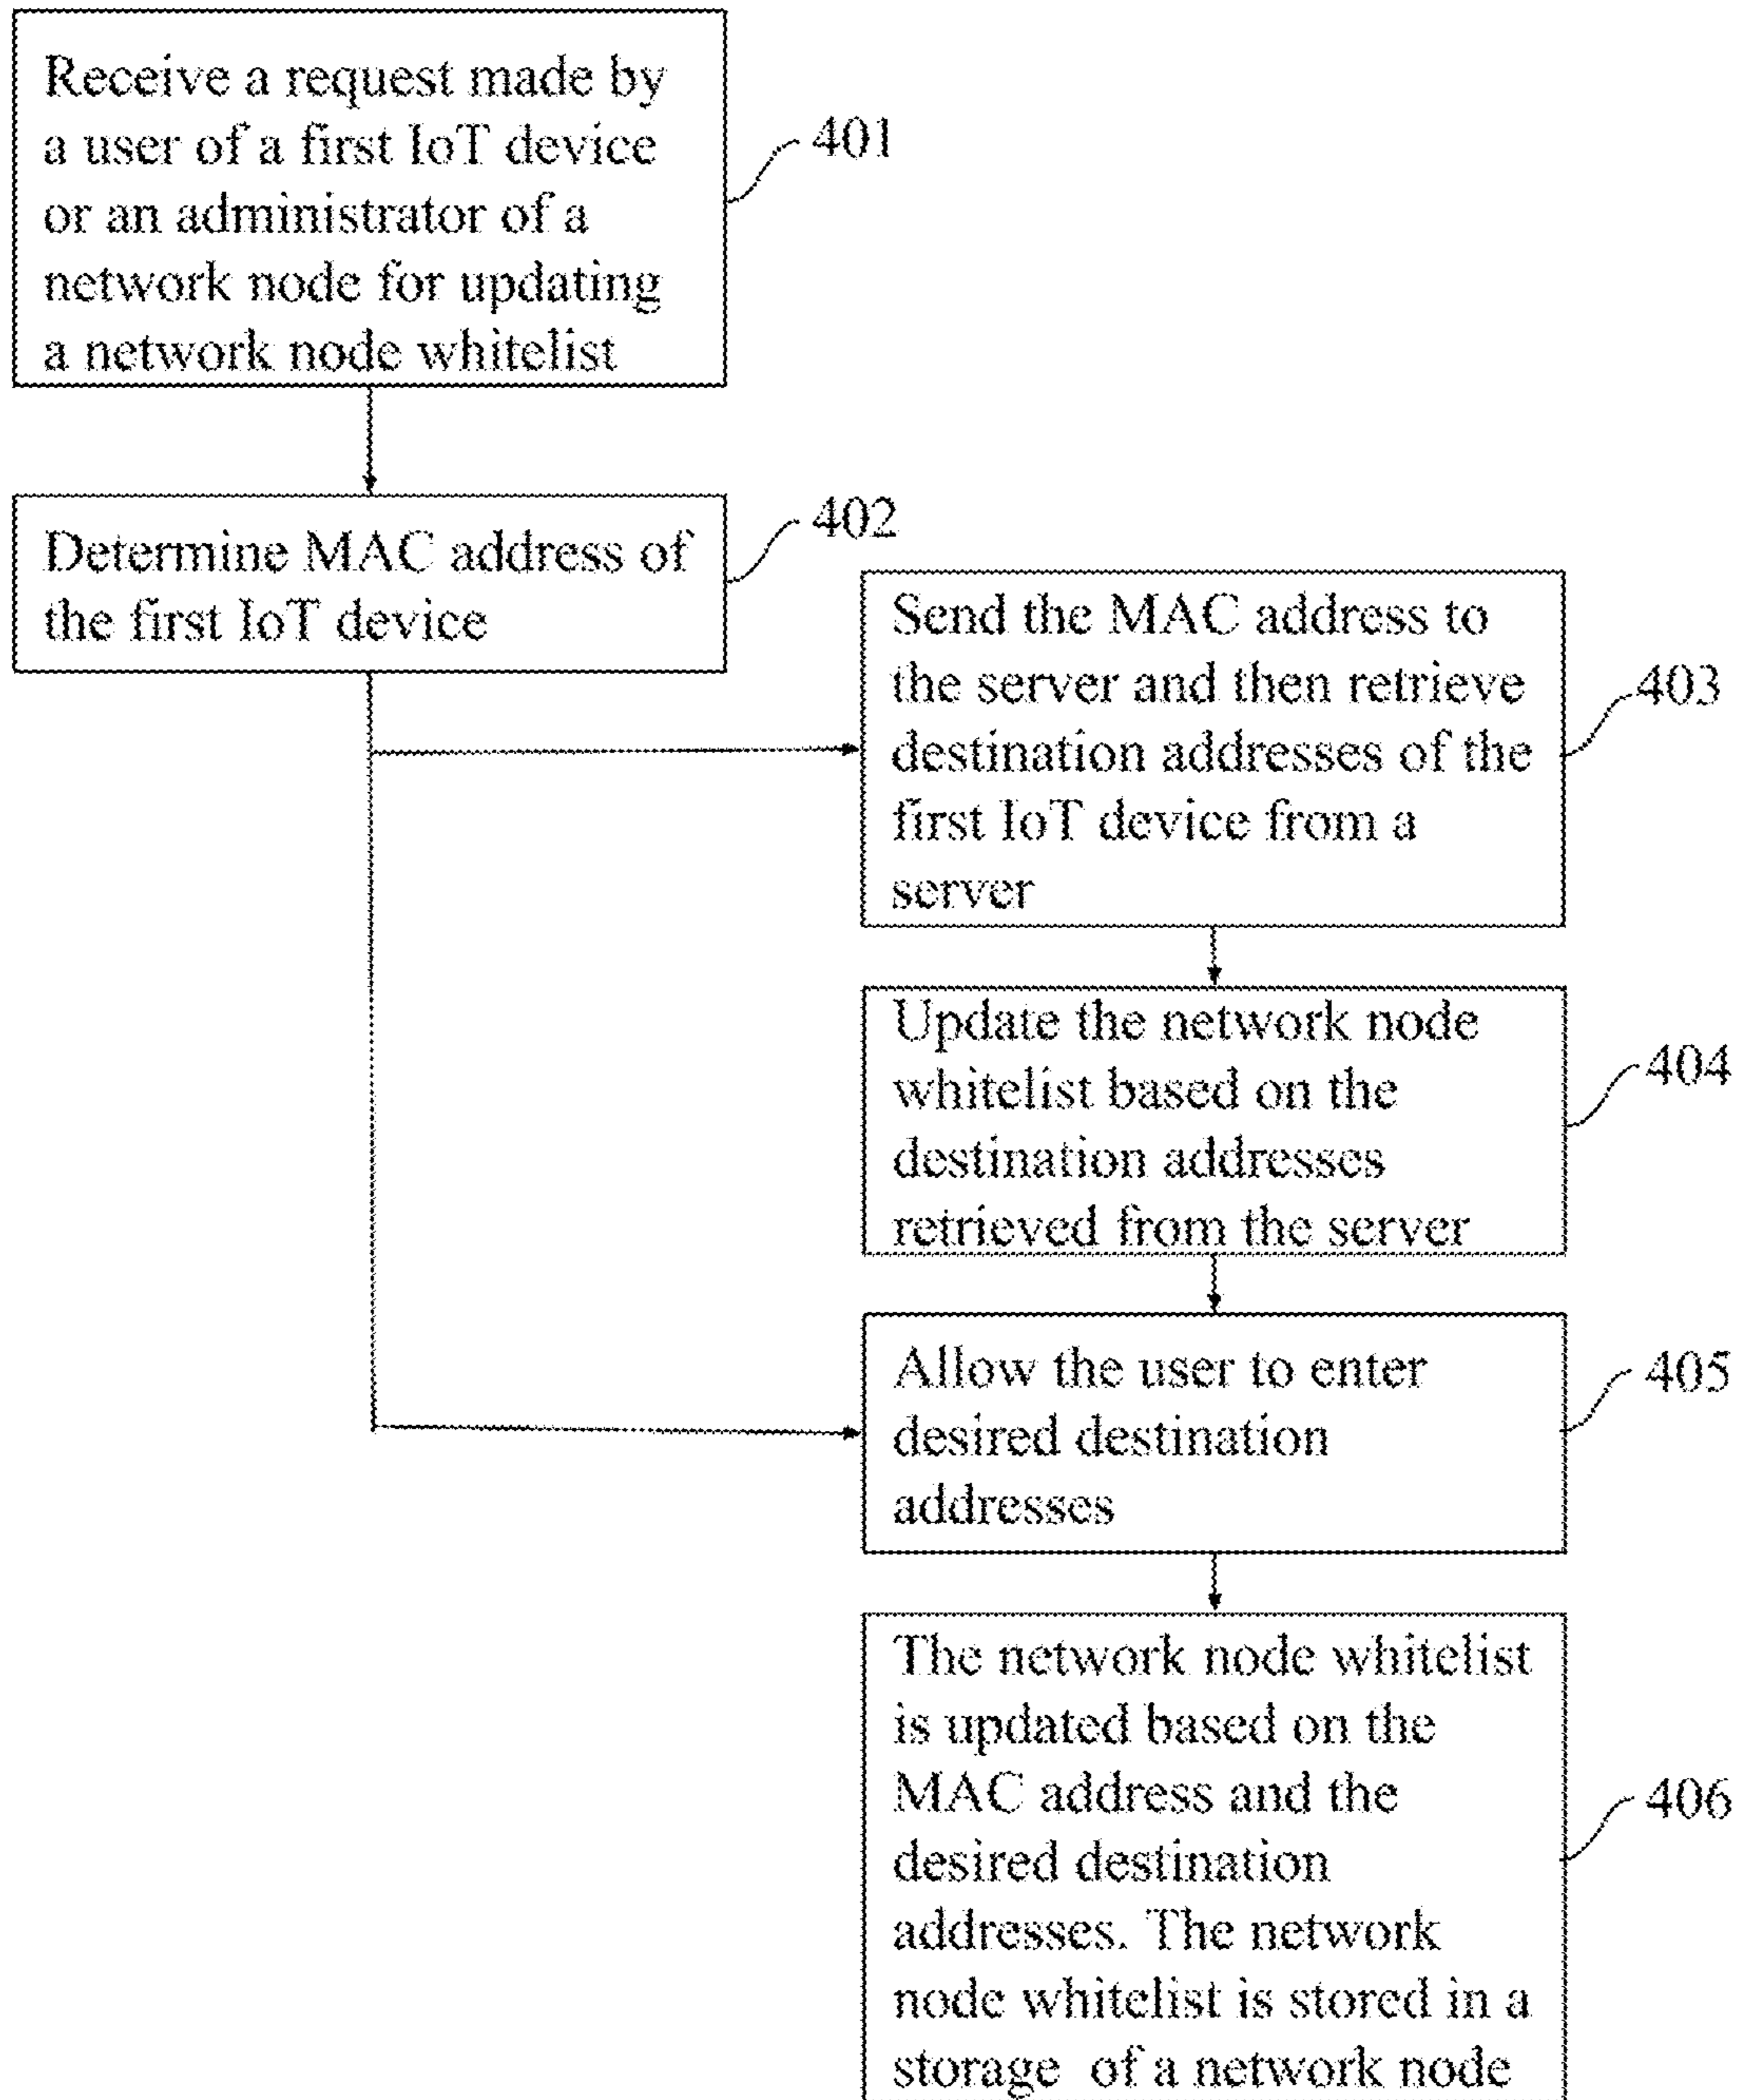 Receive a request made by
a user of a first IoT device
or an administrator of a
network node for updating
a network node whitelist
401
Determine MAC address of
the first IoT device
402
Send the MAC address to
the server and then retrieve
destination addresses of the
first IoT device from a
server
403
Update the network node
whitelist based on the
destination addresses
retrieved from the server
404
Allow the user to enter
desired destination
addresses
405
The network node whitelist
is updated based on the
MAC address and the
desired destination
addresses. The network
node whitelist is stored in a
storage of a network node
406